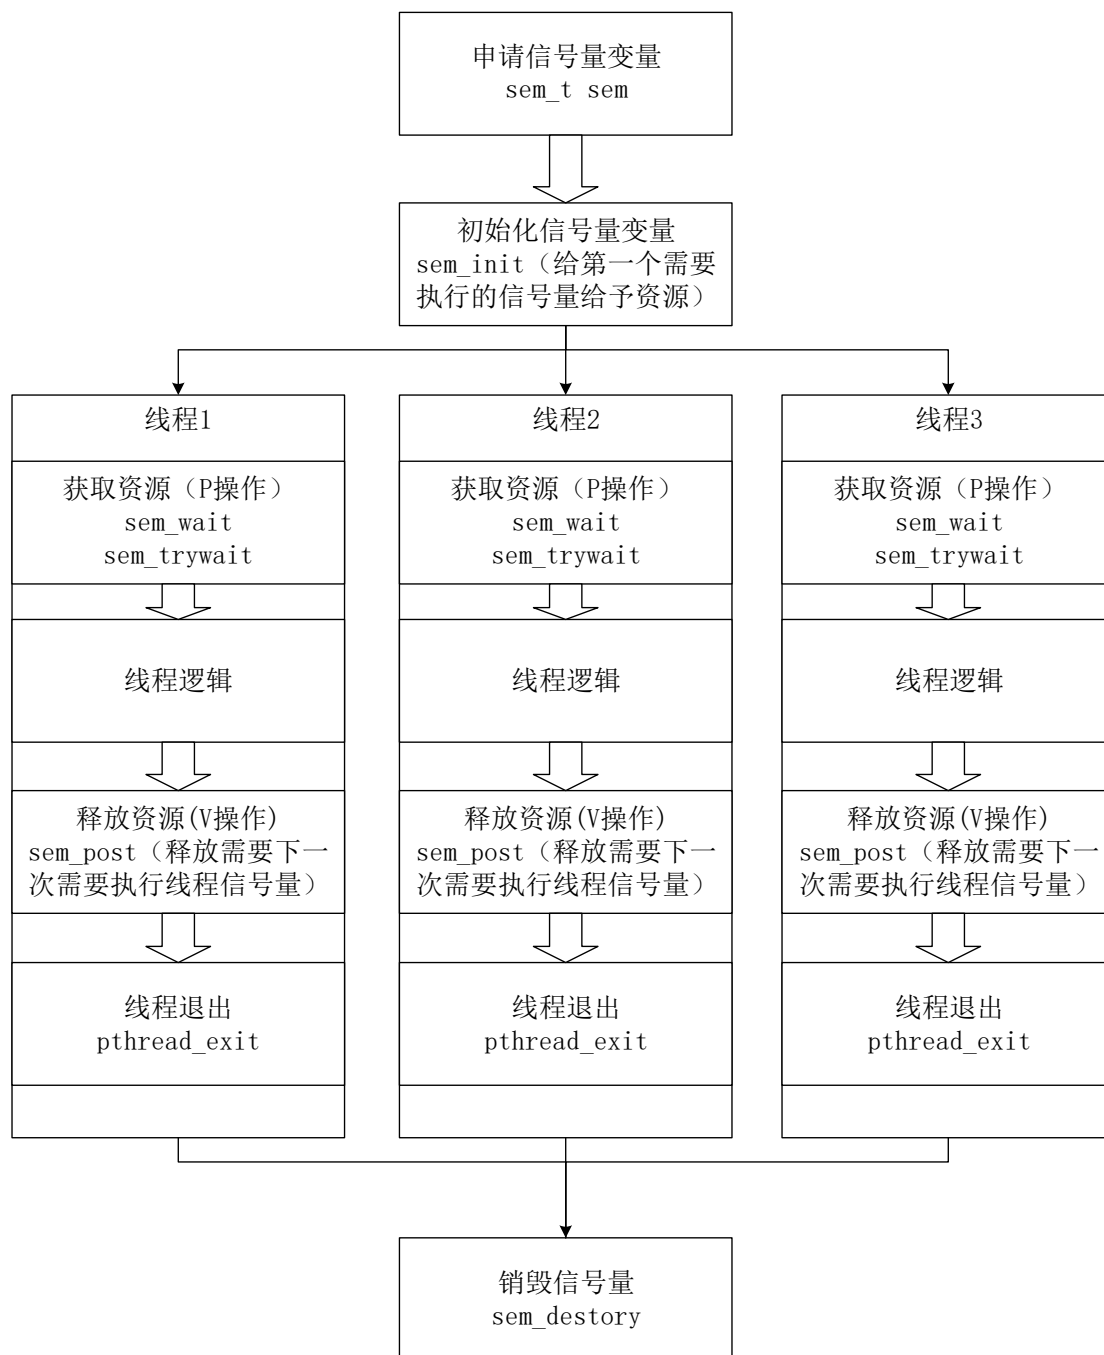 申请信号量变量
sem_t sem
初始化信号量变量
sem_init（给第一个需要
执行的信号量给予资源）
线程1
获取资源（P操作）
sem_wait
sem_trywait
线程逻辑
释放资源(V操作)
sem_post（释放需要下一
次需要执行线程信号量）
线程退出
pthread_exit
线程2
获取资源（P操作）
sem_wait
sem_trywait
线程逻辑
释放资源(V操作)
sem_post（释放需要下一
次需要执行线程信号量）
线程退出
pthread_exit
线程3
获取资源（P操作）
sem_wait
sem_trywait
线程逻辑
释放资源(V操作)
sem_post（释放需要下一
次需要执行线程信号量）
线程退出
pthread_exit
销毁信号量
sem_destory